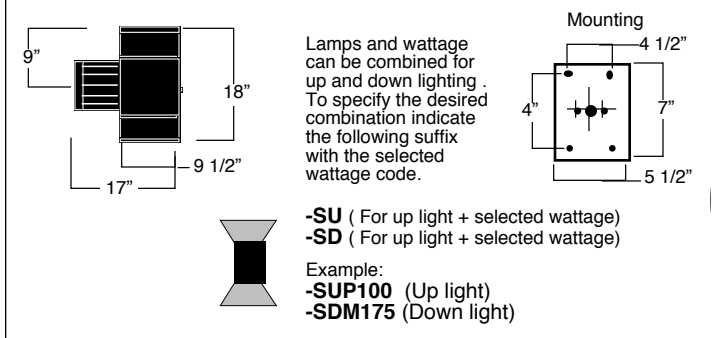 9”
18”
9 1/2”
17”
Lamps and wattage
can be combined for
up and down lighting .
To specify the desired
combination indicate
the following suffix
with the selected
wattage code.
Mounting
4 1/2”
4”
7”
5 1/2”
-SU ( For up light + selected wattage)
-SD ( For up light + selected wattage)
Example:
-SUP100 (Up light)
-SDM175 (Down light)